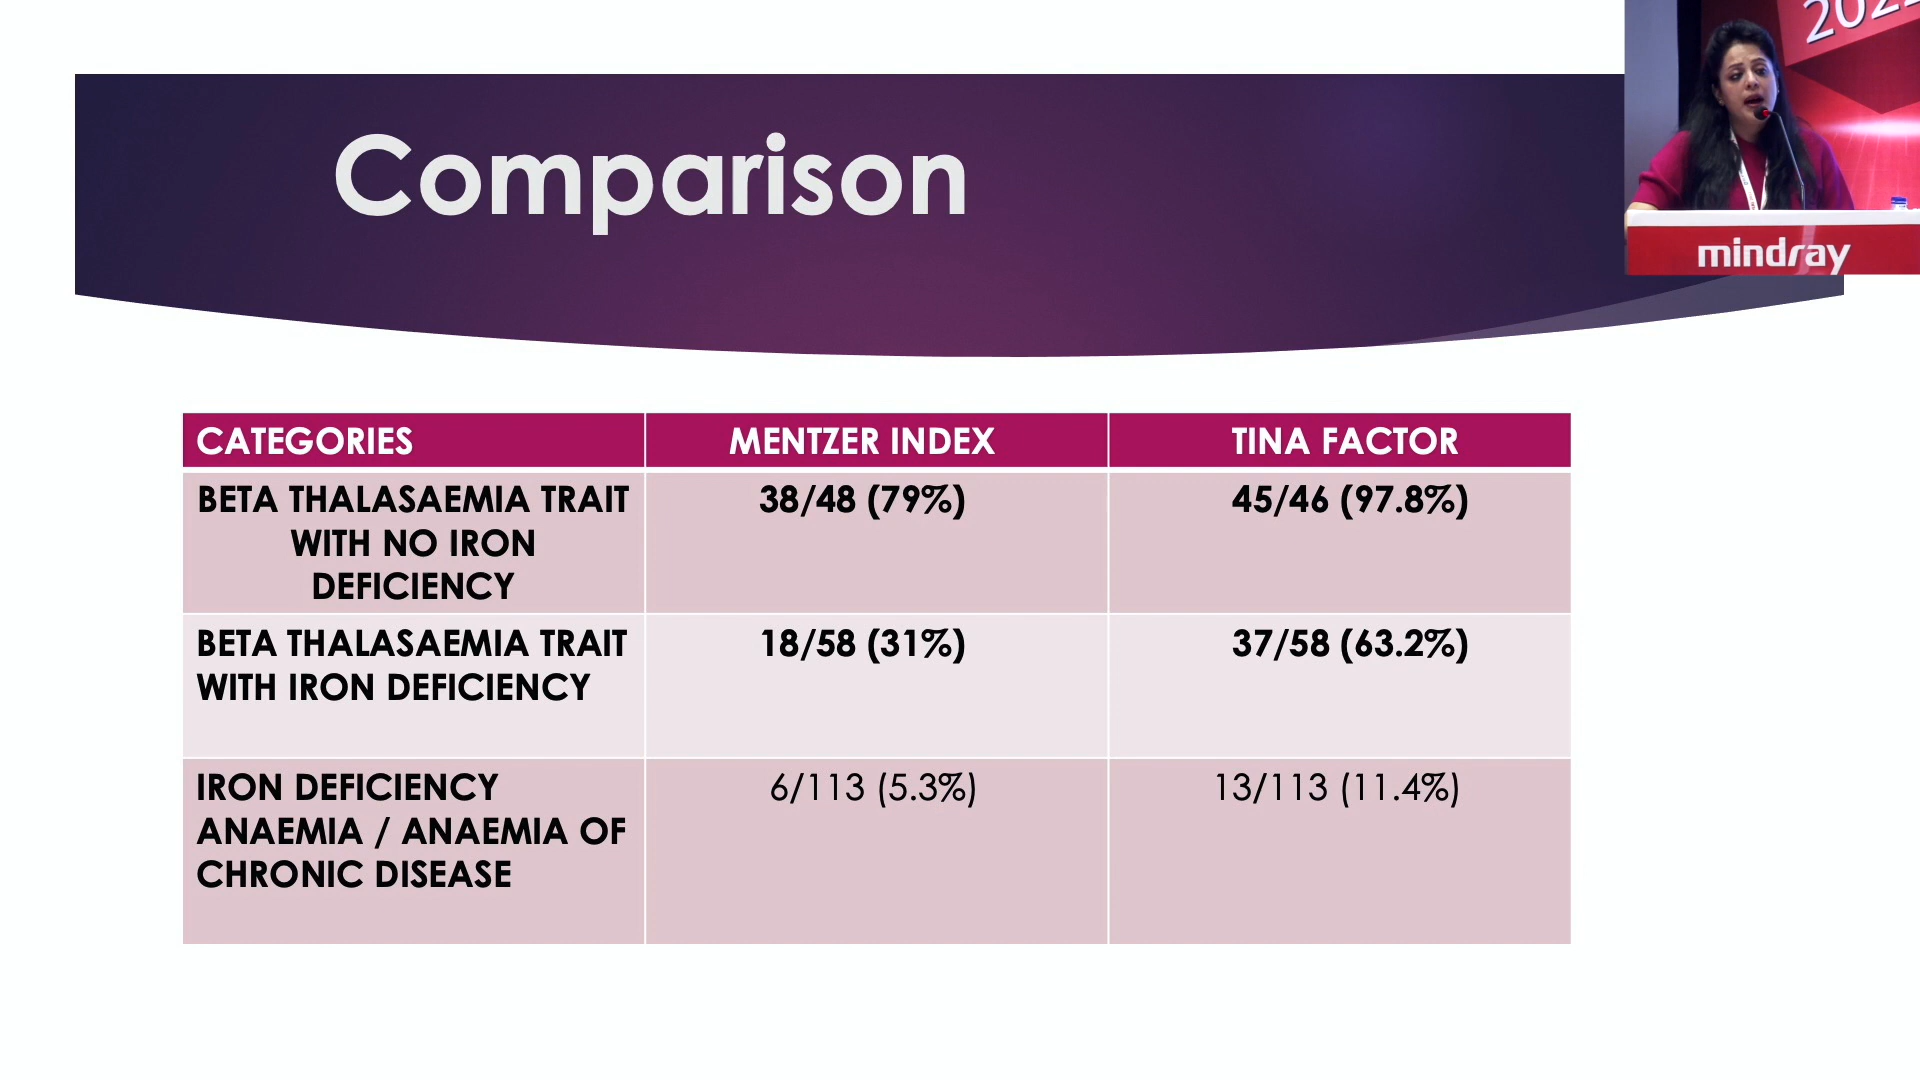 2022
mindray
Comparison
CATEGORIES
MENTZER INDEX
TINA FACTOR
BETA THALASAEMIA TRAIT
WITH NO IRON
DEFICIENCY
38/48 (79%)
45/46 (97.8%)
BETA THALASAEMIA TRAIT
WITH IRON DEFICIENCY
18/58 (31%)
37/58 (63.2%)
IRON DEFICIENCY
ANAEMIA / ANAEMIA OF
CHRONIC DISEASE
6/113 (5.3%)
13/113 (11.4%)